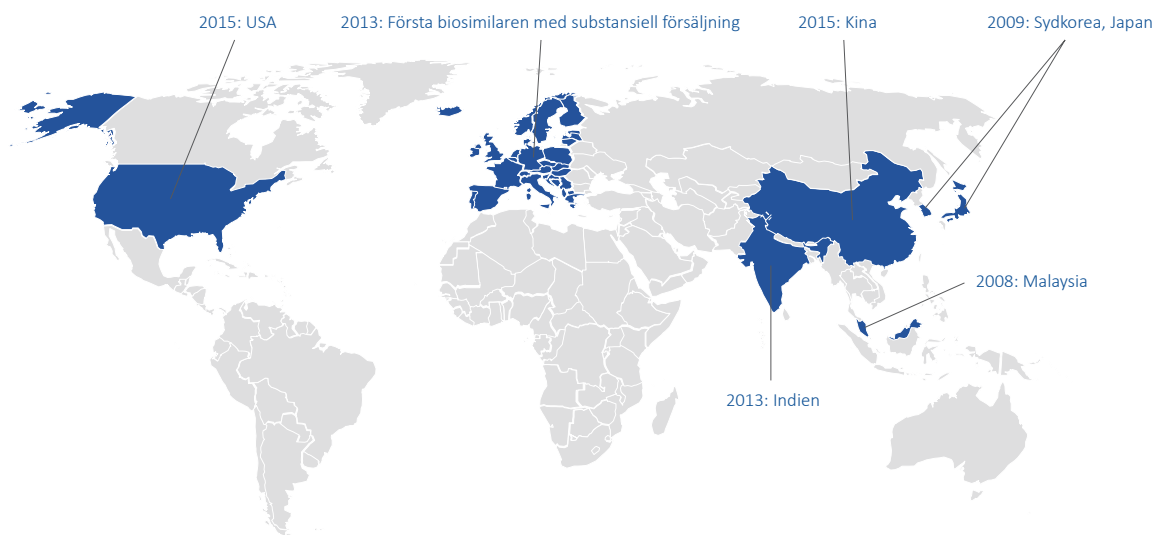 2015: USA
2013: Första biosimilaren med substansiell försäljning
2015: Kina
2009: Sydkorea, Japan
2008: Malaysia
2013: Indien